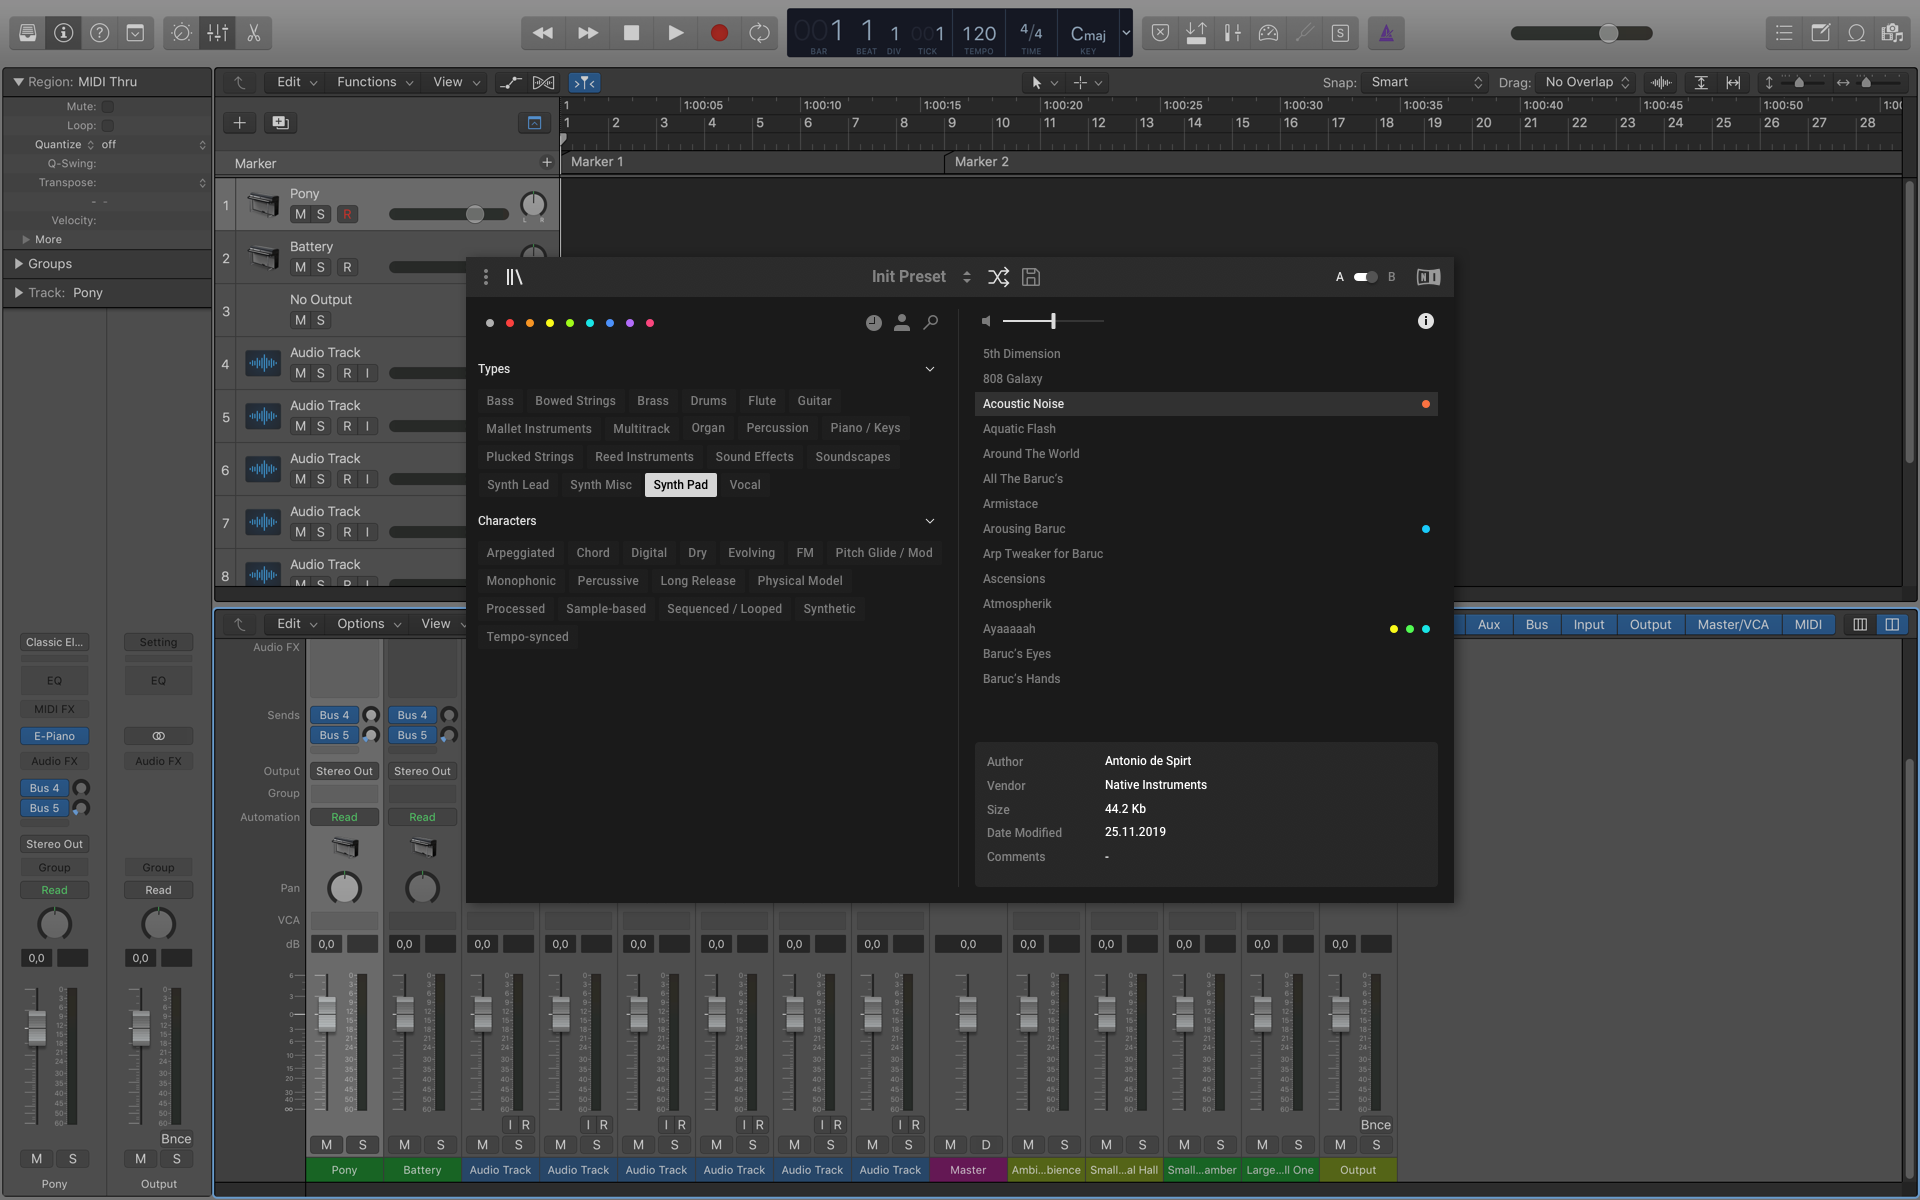 001 1 1 001 120 4/4 Cmaj
BAR BEAT DIV TICK TEMPO TIME KEY
Region: MIDI Thru
Edit Functions View
Snap: Smart Drag: No Overlap
Mute:
Loop:
Quantize off
Q-Swing:
Transpose:
- -
Velocity:
More
Groups
Track: Pony
1 1:00:05 1:00:10 1:00:15 1:00:20 1:00:25 1:00:30 1:00:35 1:00:40 1:00:45 1:00:50 1:00
1 2 3 4 5 6 7 8 9 10 11 12 13 14 15 16 17 18 19 20 21 22 23 24 25 26 27 28
Marker
Marker 1 Marker 2
1 Pony
M S R
L R
2 Battery
M S R
3 No Output
M S
4 Audio Track
M S R I
5 Audio Track
M S R I
6 Audio Track
M S R I
7 Audio Track
M S R I
8 Audio Track
M S R I
Init Preset
A B
Types
Bass Bowed Strings Brass Drums Flute Guitar
Mallet Instruments Multitrack Organ Percussion Piano / Keys
Plucked Strings Reed Instruments Sound Effects Soundscapes
Synth Lead Synth Misc Synth Pad Vocal
Characters
Arpeggiated Chord Digital Dry Evolving FM Pitch Glide / Mod
Monophonic Percussive Long Release Physical Model
Processed Sample-based Sequenced / Looped Synthetic
Tempo-synced
5th Dimension
808 Galaxy
Acoustic Noise
Aquatic Flash
Around The World
All The Baruc's
Armistace
Arousing Baruc
Arp Tweaker for Baruc
Ascensions
Atmospherik
Ayaaaaah
Baruc's Eyes
Baruc's Hands
Author Antonio de Spirt
Vendor Native Instruments
Size 44.2 Kb
Date Modified 25.11.2019
Comments -
Edit Options View
Aux Bus Input Output Master/VCA MIDI
Classic El... Setting
EQ EQ
MIDI FX
E-Piano
Audio FX Audio FX
Bus 4
Bus 5
Stereo Out
Group Group
Read Read
0,0 0,0
Bnce
M S M S
Pony Output
Audio FX
Sends Bus 4 Bus 4
Bus 5 Bus 5
Output Stereo Out Stereo Out
Group
Automation Read Read
Pan
VCA
dB 0,0 0,0 0,0 0,0 0,0 0,0 0,0 0,0 0,0 0,0 0,0 0,0 0,0 0,0
I R I R I R I R I R I R Bnce
M S M S M S M S M S M S M S M S M D M S M S M S M S M S
Pony Battery Audio Track Audio Track Audio Track Audio Track Audio Track Audio Track Master Ambi...bience Small...al Hall Small...amber Large...ll One Output